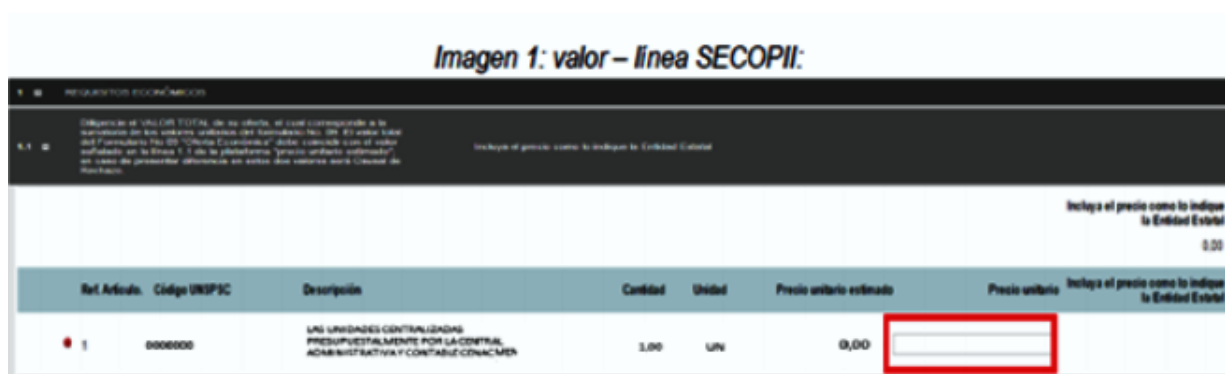 Imagen 1: valor – línea SECOPII:
1 REQUISITOS ECONÓMICOS
Diligencie el VALOR TOTAL de su oferta, el cual corresponde a la
sumatoria de los valores unitarios del formulario No. 09. El valor total
del Formulario No 09 "Oferta Económica" debe coincidir con el valor
1.1 señalado en la línea 1.1 de la plataforma "precio unitario estimado", Incluya el precio como lo indique la Entidad Estatal
en caso de presentar diferencia en estos dos valores será Causal de
Rechazo.
Incluya el precio como lo indique
la Entidad Estatal
0.00
Ref. Artículo. Código UNSPSC Descripción Cantidad Unidad Precio unitario estimado Precio unitario Incluya el precio como lo indique
la Entidad Estatal
LAS UNIDADES CENTRALIZADAS
1 0000000 PRESUPUESTALMENTE POR LA CENTRAL 1,00 UN 0,00
ADMINISTRATIVA Y CONTABLE CENACMER